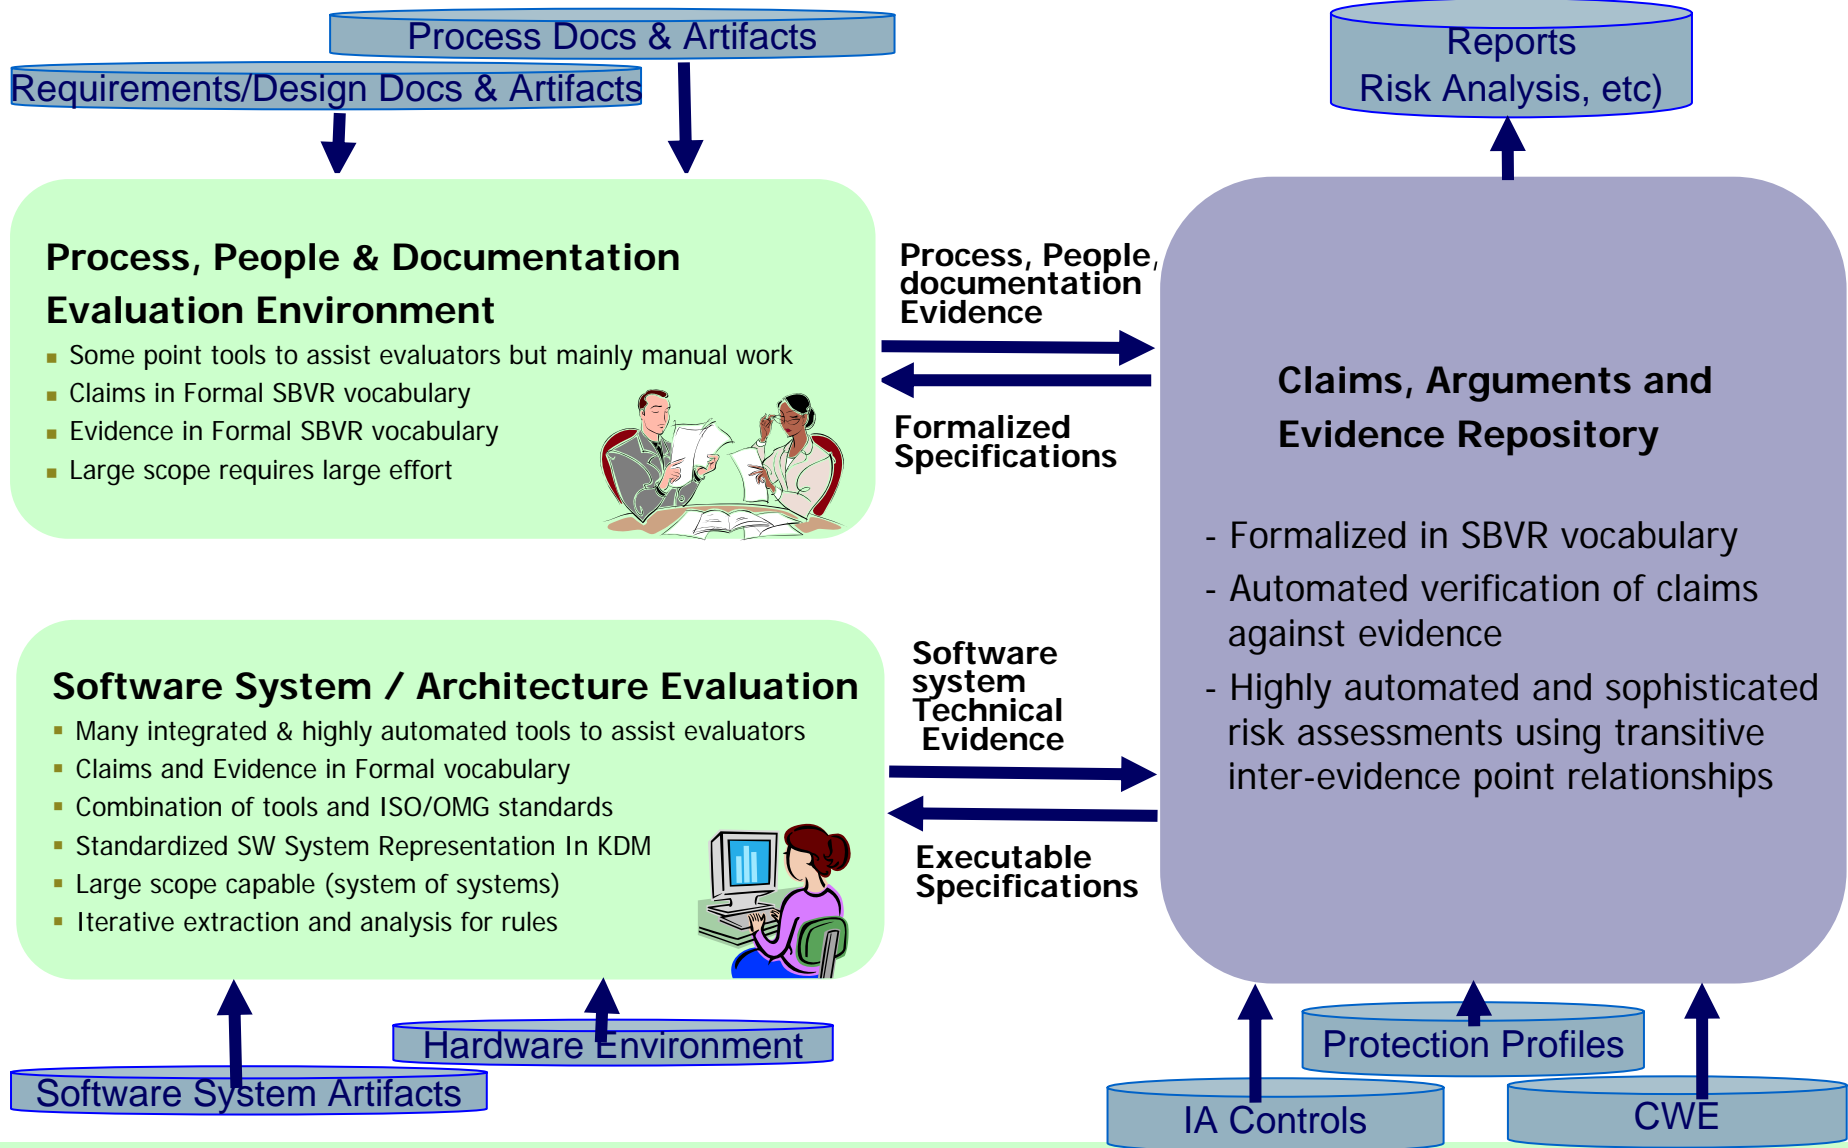 Process Docs & Artifacts
Requirements/Design Docs & Artifacts
Reports
Risk Analysis, etc)
Process, People & Documentation
Evaluation Environment
Some point tools to assist evaluators but mainly manual work
Claims in Formal SBVR vocabulary
Evidence in Formal SBVR vocabulary
Large scope requires large effort
Process, People,
documentation
Evidence
Formalized
Specifications
Claims, Arguments and
Evidence Repository
- Formalized in SBVR vocabulary
- Automated verification of claims
against evidence
- Highly automated and sophisticated
risk assessments using transitive
inter-evidence point relationships
Software System / Architecture Evaluation
Many integrated & highly automated tools to assist evaluators
Claims and Evidence in Formal vocabulary
Combination of tools and ISO/OMG standards
Standardized SW System Representation In KDM
Large scope capable (system of systems)
Iterative extraction and analysis for rules
Software
system
Technical
Evidence
Executable
Specifications
Hardware Environment
Software System Artifacts
Protection Profiles
IA Controls
CWE